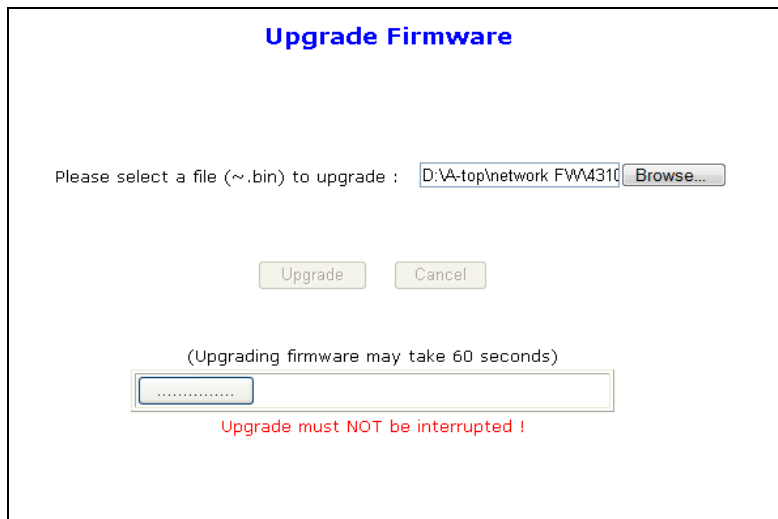 Upgrade Firmware
Please select a file (~.bin) to upgrade : D:\A-top\network FW\4310 Browse...
Upgrade Cancel
(Upgrading firmware may take 60 seconds)
...............
Upgrade must NOT be interrupted !